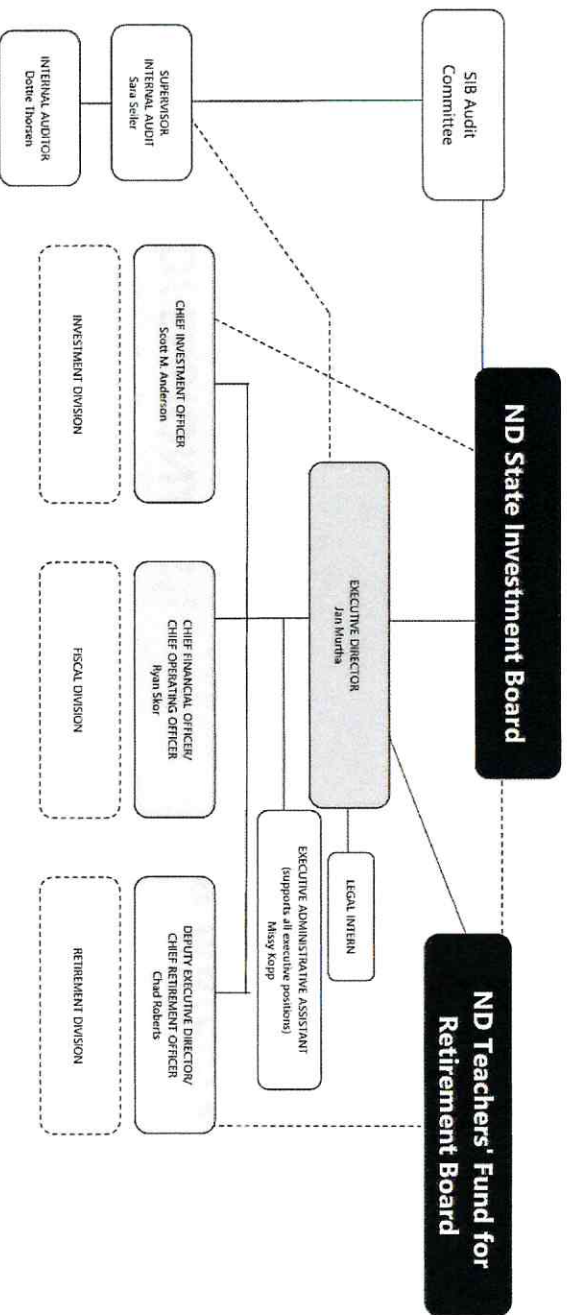 ND State Investment Board
ND Teachers' Fund for
Retirement Board
SIB Audit
Committee
EXECUTIVE DIRECTOR
Jan Murtha
LEGAL INTERN
EXECUTIVE ADMINISTRATIVE ASSISTANT
(supports all executive positions)
Missy Kopp
SUPERVISOR
INTERNAL AUDIT
Sara Seiler
CHIEF INVESTMENT OFFICER
Scott M. Anderson
CHIEF FINANCIAL OFFICER/
CHIEF OPERATING OFFICER
Ryan Skor
DEPUTY EXECUTIVE DIRECTOR/
CHIEF RETIREMENT OFFICER
Chad Roberts
INTERNAL AUDITOR
Dottie Thorsen
INVESTMENT DIVISION
FISCAL DIVISION
RETIREMENT DIVISION